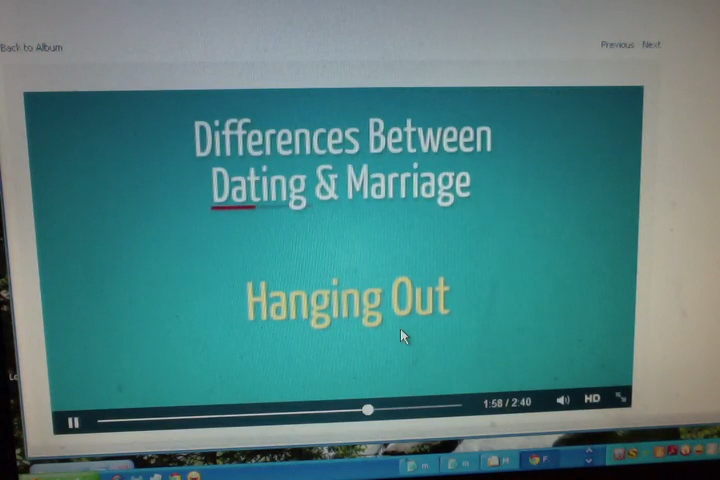 Back to Album
Previous Next
Differences Between
Dating & Marriage
Hanging Out
1:58 / 2:40
HD